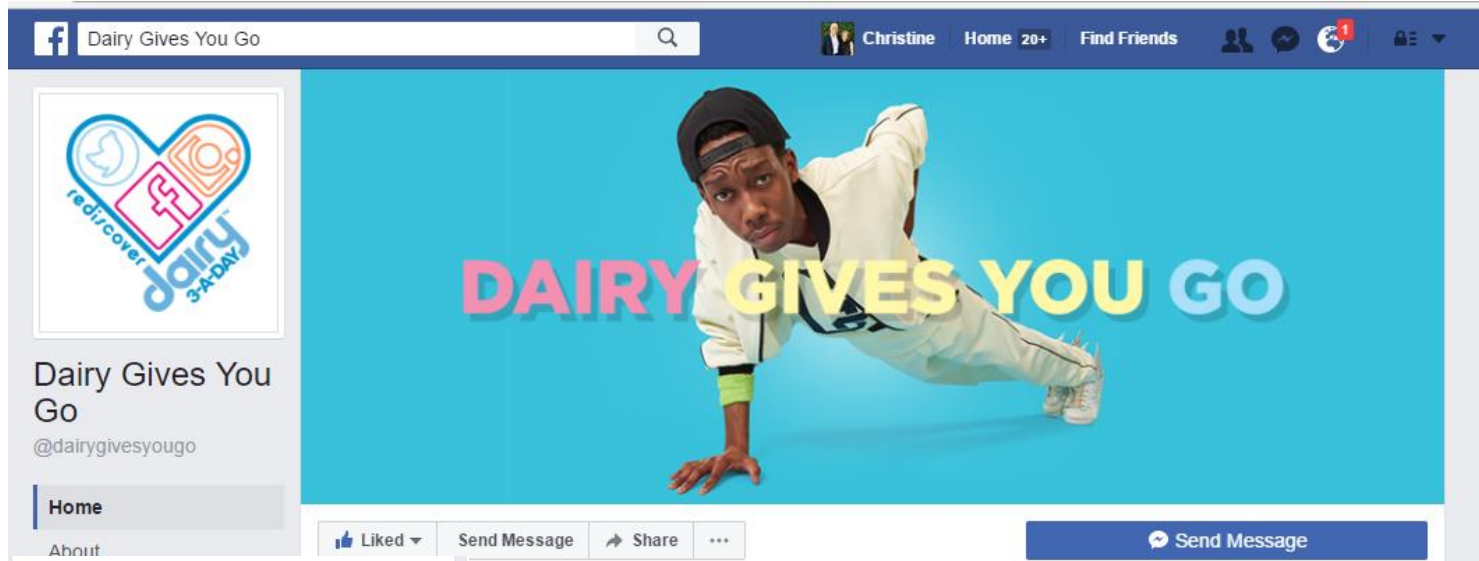 Dairy Gives You Go
Christine Home 20+ Find Friends 1
rediscover
dairy
3-A-DAY™
DAIRY GIVES YOU GO
Dairy Gives You
Go
@dairygivesyougo
Home
About
Liked Send Message Share ...
Send Message